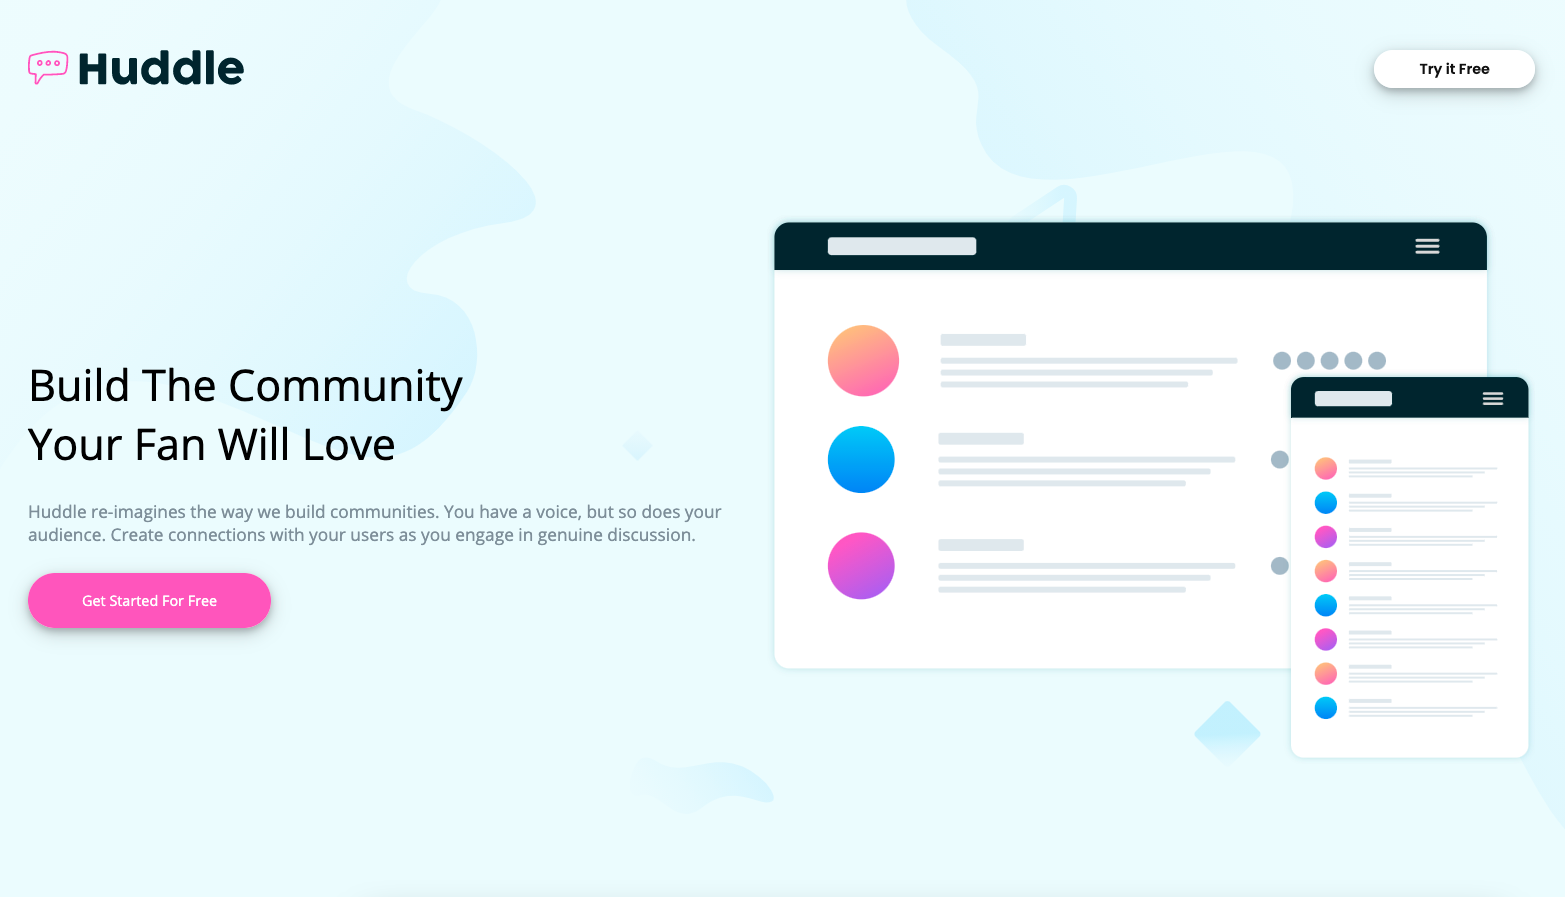 Huddle
Try it Free
Build The Community
Your Fan Will Love
Huddle re-imagines the way we build communities. You have a voice, but so does your
audience. Create connections with your users as you engage in genuine discussion.
Get Started For Free